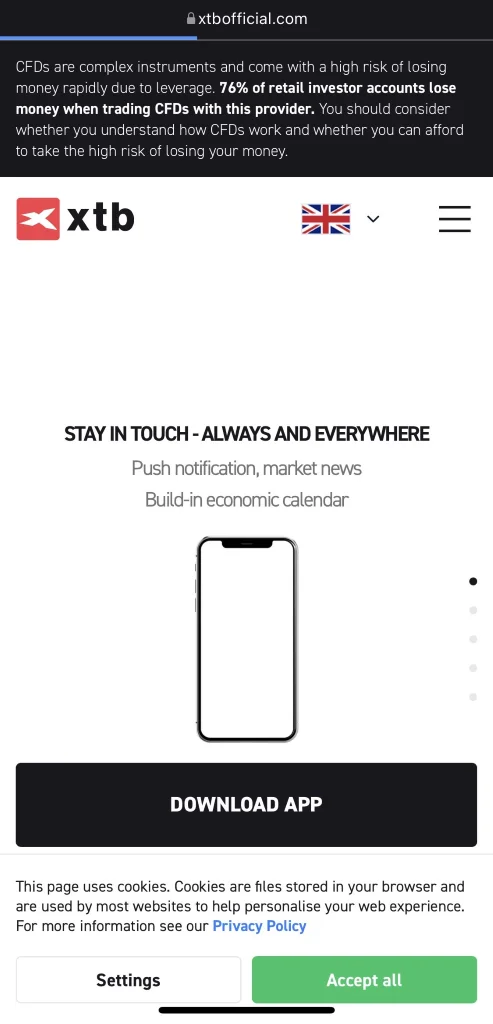 xtbofficial.com
CFDs are complex instruments and come with a high risk of losing
money rapidly due to leverage. 76% of retail investor accounts lose
money when trading CFDs with this provider. You should consider
whether you understand how CFDs work and whether you can afford
to take the high risk of losing your money.
xtb
STAY IN TOUCH - ALWAYS AND EVERYWHERE
Push notification, market news
Build-in economic calendar
DOWNLOAD APP
This page uses cookies. Cookies are files stored in your browser and
are used by most websites to help personalise your web experience.
For more information see our Privacy Policy
Settings
Accept all